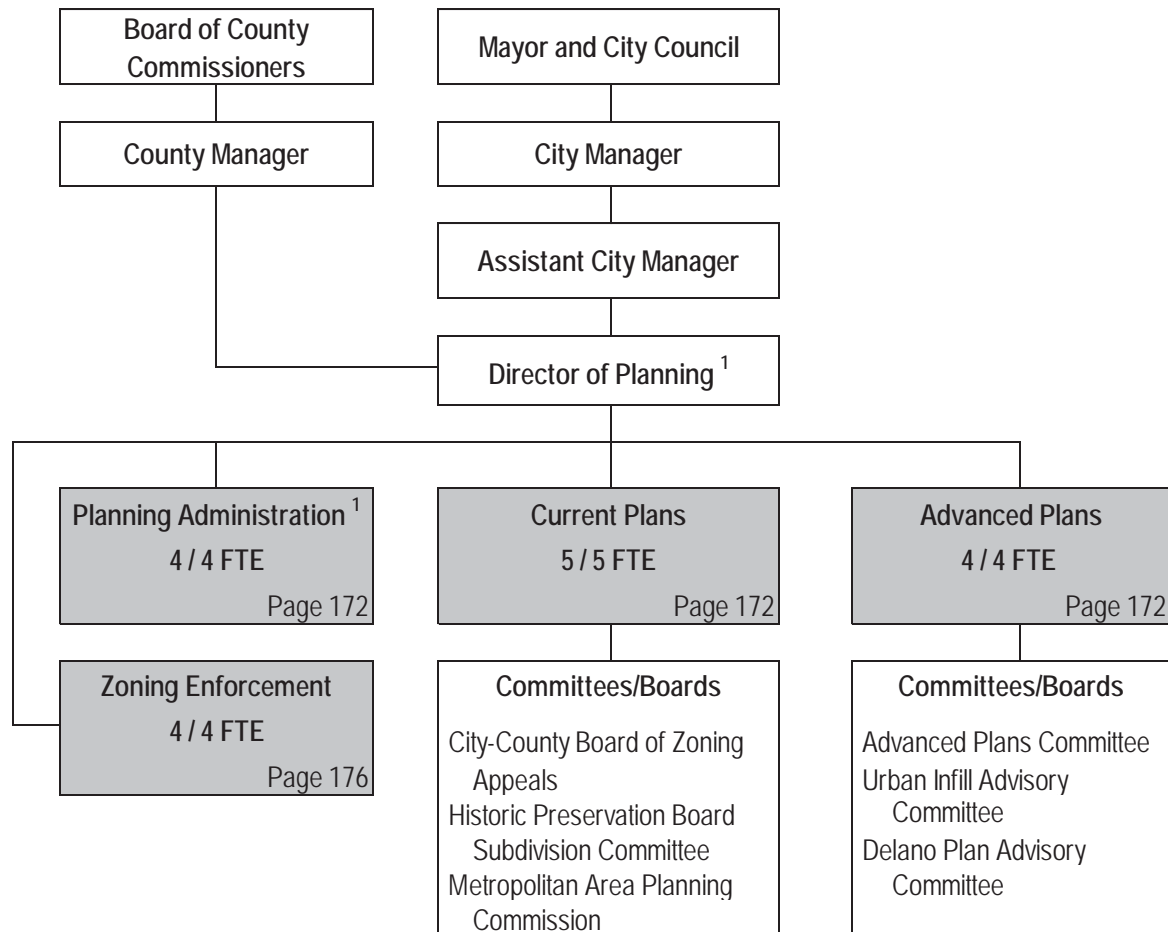 Board of County
Commissioners
Mayor and City Council
County Manager
City Manager
Assistant City Manager
Director of Planning 1
Planning Administration 1
4 / 4 FTE
Page 172
Current Plans
5 / 5 FTE
Page 172
Advanced Plans
4 / 4 FTE
Page 172
Zoning Enforcement
4 / 4 FTE
Page 176
Committees/Boards
City-County Board of Zoning
Appeals
Historic Preservation Board
Subdivision Committee
Metropolitan Area Planning
Commission
Committees/Boards
Advanced Plans Committee
Urban Infill Advisory
Committee
Delano Plan Advisory
Committee